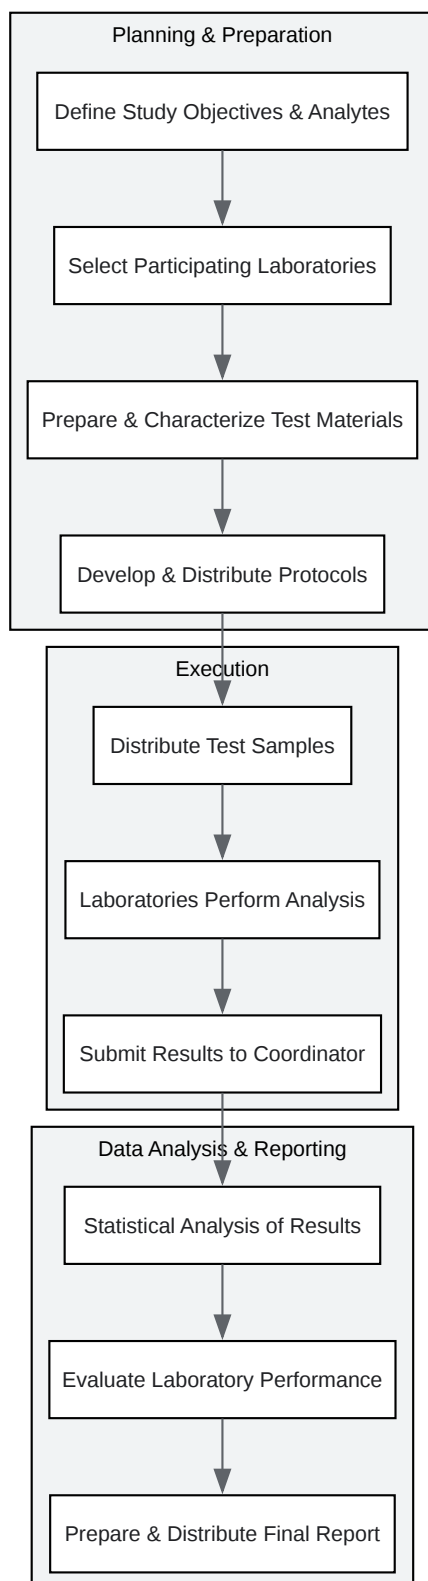 Planning & Preparation
Define Study Objectives & Analytes
Select Participating Laboratories
Prepare & Characterize Test Materials
Develop & Distribute Protocols
Execution
Distribute Test Samples
Laboratories Perform Analysis
Submit Results to Coordinator
Data Analysis & Reporting
Statistical Analysis of Results
Evaluate Laboratory Performance
Prepare & Distribute Final Report